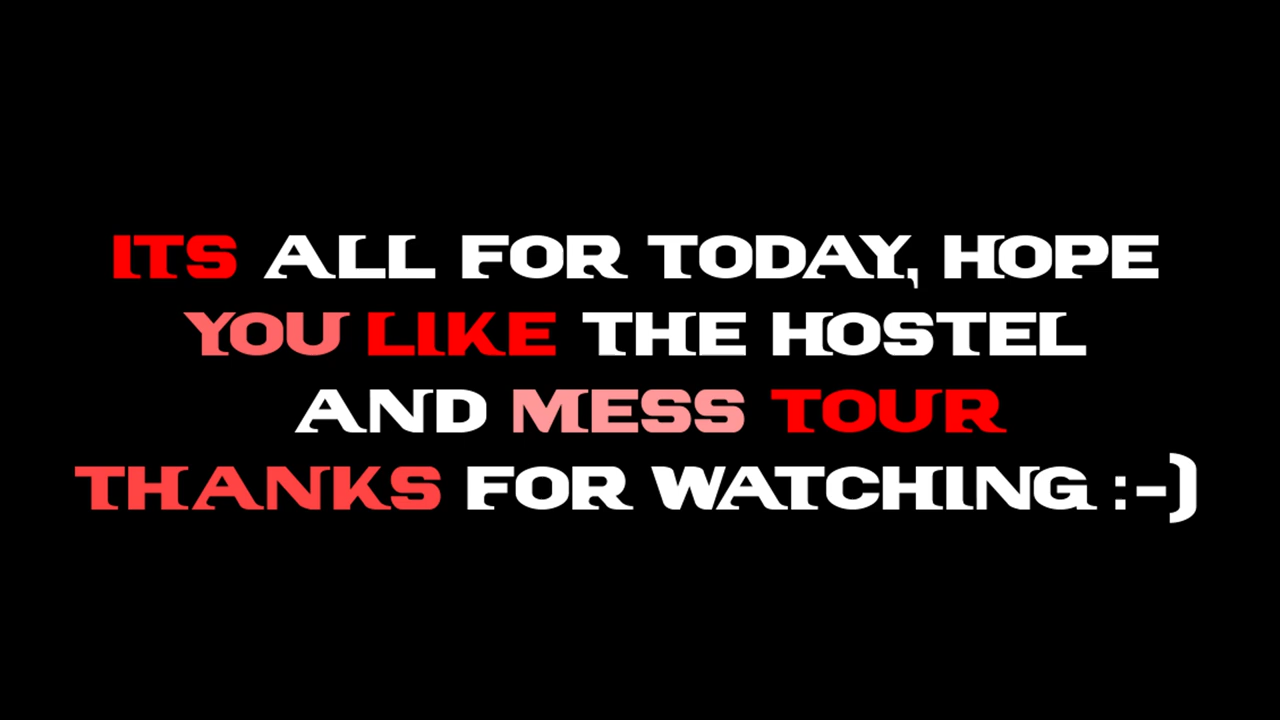 ITS ALL FOR TODAY, HOPE
YOU LIKE THE HOSTEL
AND MESS TOUR
THANKS FOR WATCHING :-)